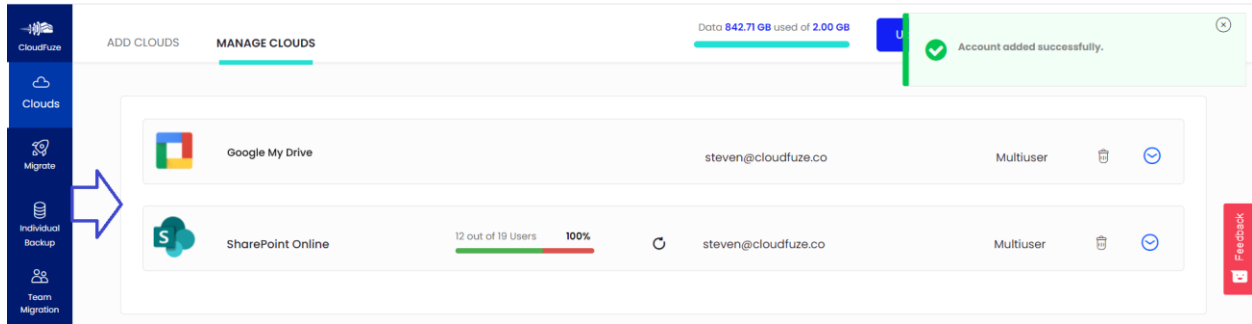 CloudFuze
ADD CLOUDS
MANAGE CLOUDS
Data 842.71 GB used of 2.00 GB
U
Account added successfully.
Clouds
Migrate
Individual
Backup
Team
Migration
Google My Drive
steven@cloudfuze.co
Multiuser
S
SharePoint Online
12 out of 19 Users
100%
steven@cloudfuze.co
Multiuser
Feedback